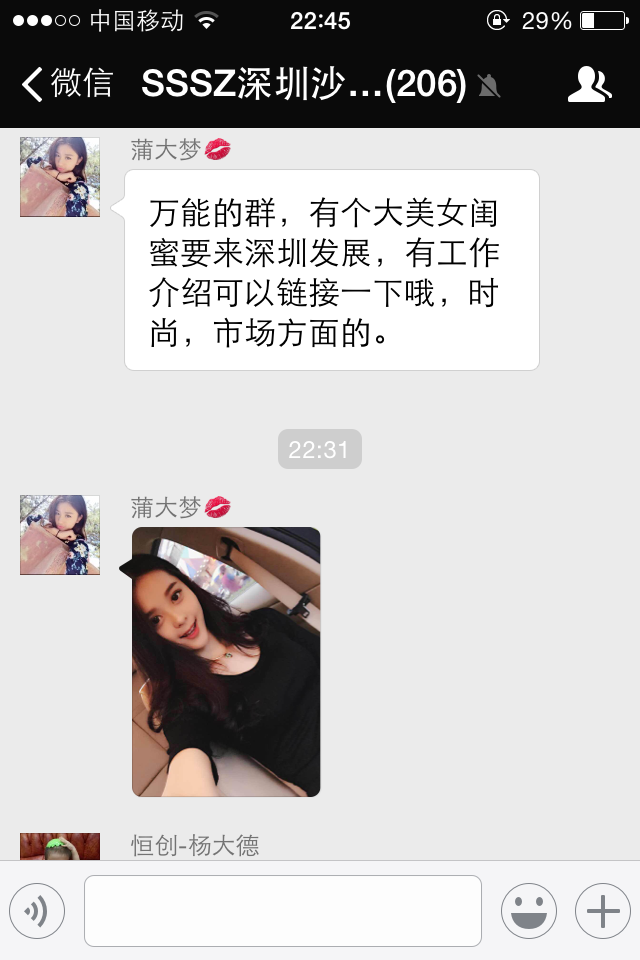 中国移动 22:45 29%
微信 SSSZ深圳沙...(206)
蒲大梦
万能的群，有个大美女闺
蜜要来深圳发展，有工作
介绍可以链接一下哦，时
尚，市场方面的。
22:31
蒲大梦
恒创-杨大德